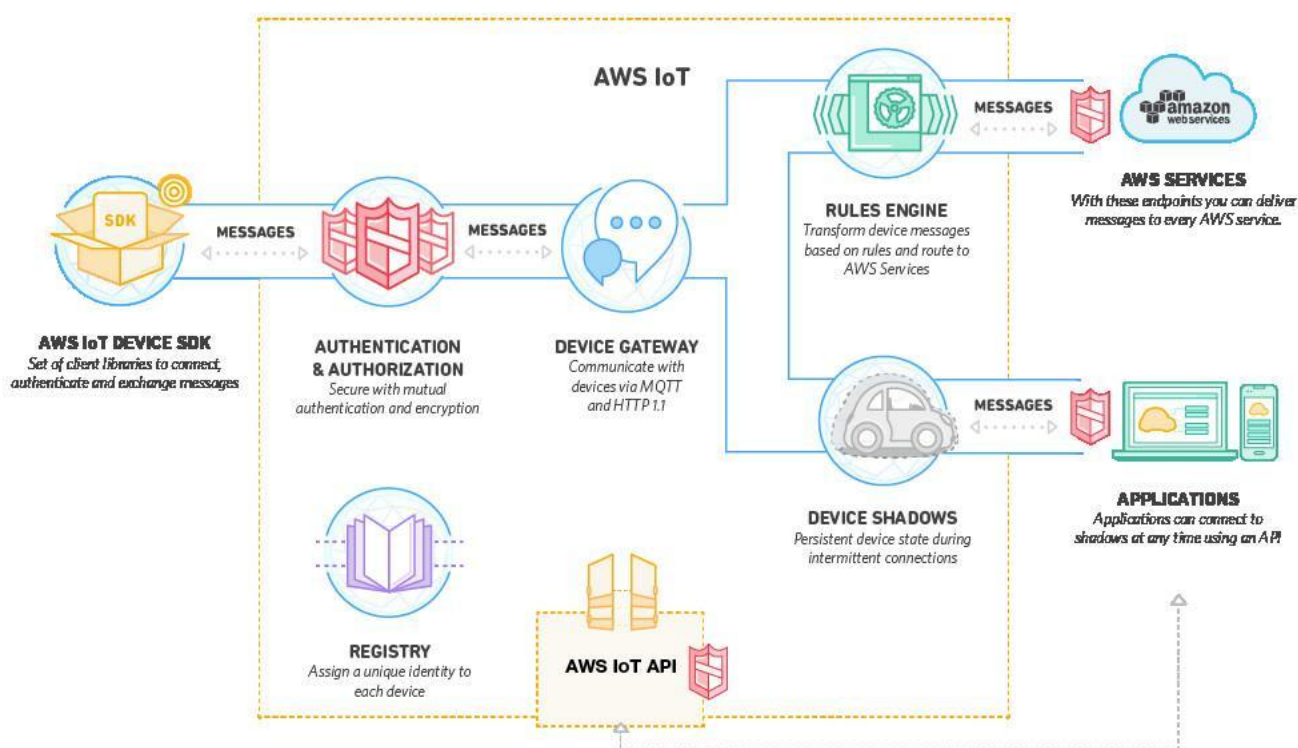 AWS IoT
MESSAGES
amazon
web services
AWS SERVICES
With these endpoints you can deliver
messages to every AWS service.
SDK
MESSAGES
MESSAGES
RULES ENGINE
Transform device messages
based on rules and route to
AWS Services
AWS IoT DEVICE SDK
Set of client libraries to connect,
authenticate and exchange messages
AUTHENTICATION
& AUTHORIZATION
Secure with mutual
authentication and encryption
DEVICE GATEWAY
Communicate with
devices via MQTT
and HTTP 1.1
MESSAGES
DEVICE SHADOWS
Persistent device state during
intermittent connections
APPLICATIONS
Applications can connect to
shadows at any time using an API
REGISTRY
Assign a unique identity to
each device
AWS IoT API